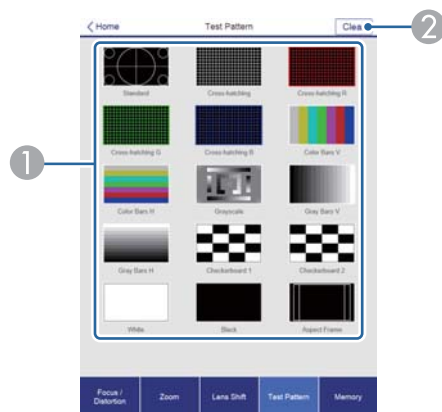 Home
Test Pattern
Clea
2
Standard
Cross-hatching
Cross-hatching R
1
Cross-hatching G
Cross-hatching B
Color Bars V
Color Bars H
Grayscale
Gray Bars V
Gray Bars H
Checkerboard 1
Checkerboard 2
White
Black
Aspect Frame
Focus /
Distortion
Zoom
Lens Shift
Test Pattern
Memory